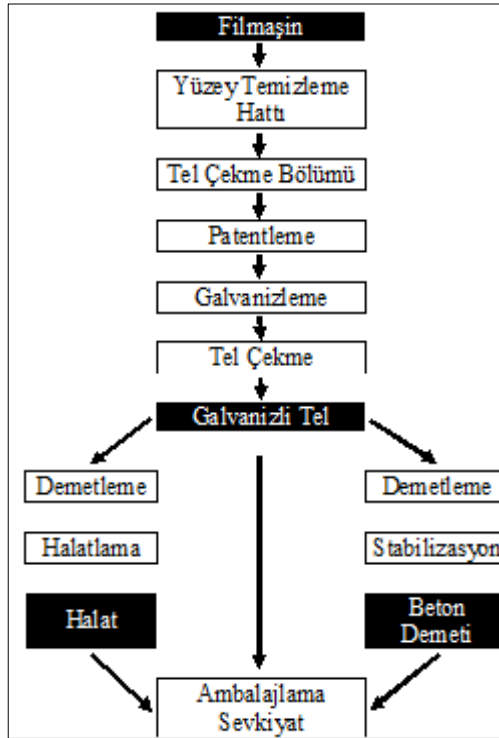 Filmaşin
Yüzey Temizleme
Hattı
Tel Çekme Bölümü
Patentleme
Galvanizleme
Tel Çekme
Galvanizli Tel
Demetleme
Demetleme
Halatlama
Stabilizasyon
Halat
Beton
Demeti
Ambalajlama
Sevkiyat